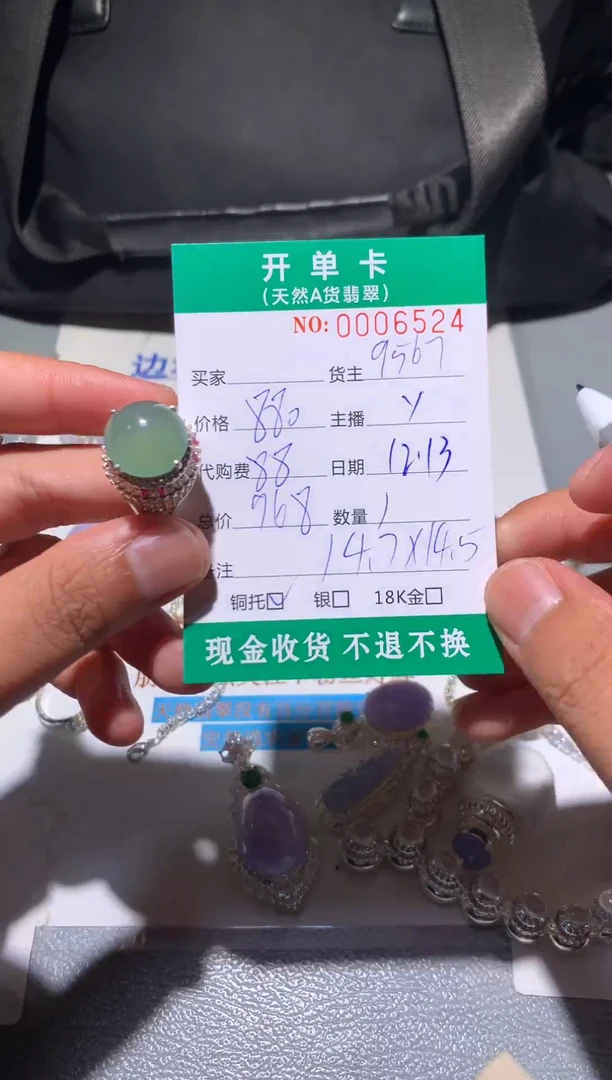 开单卡
(天然A货翡翠)
NO: 0006524
买家 货主 9567
价格 880 主播 y
代购费 88 日期 12.13
总价 968 数量 1
注 14.7X14.5
铜托☑ 银□ 18K金□
现金收货 不退不换